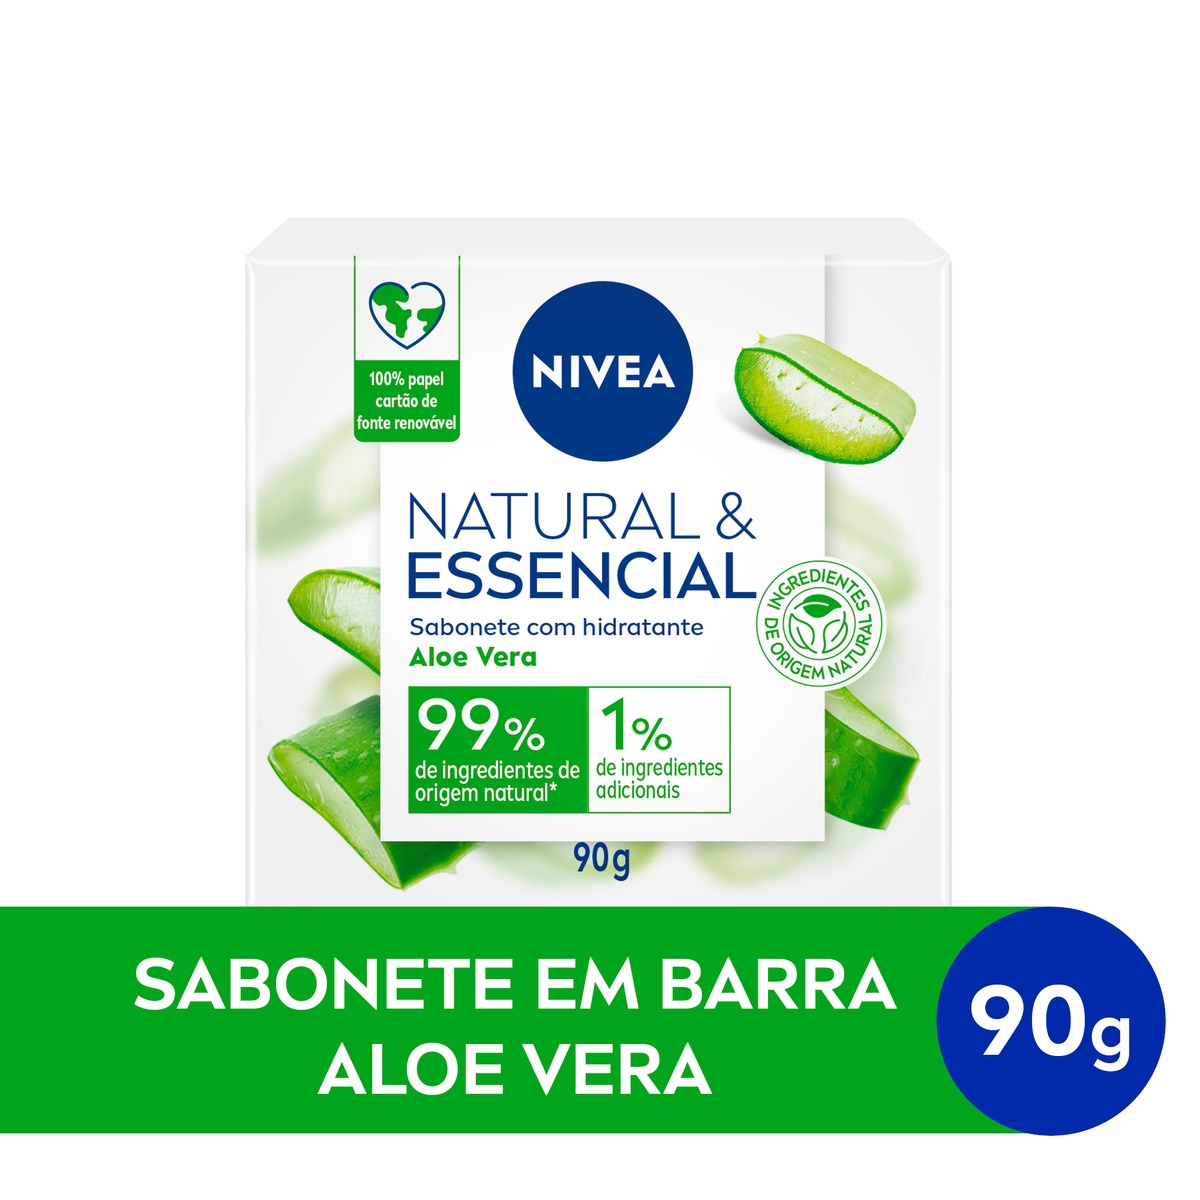 NIVEA
100% papel
cartão de
fonte renovável
NATURAL &
ESSENCIAL
Sabonete com hidratante
Aloe Vera
INGREDIENTES
DE ORIGEM NATURAL
99%
de ingredientes de
origem natural*
1%
de ingredientes
adicionais
90g
SABONETE EM BARRA
ALOE VERA
90g